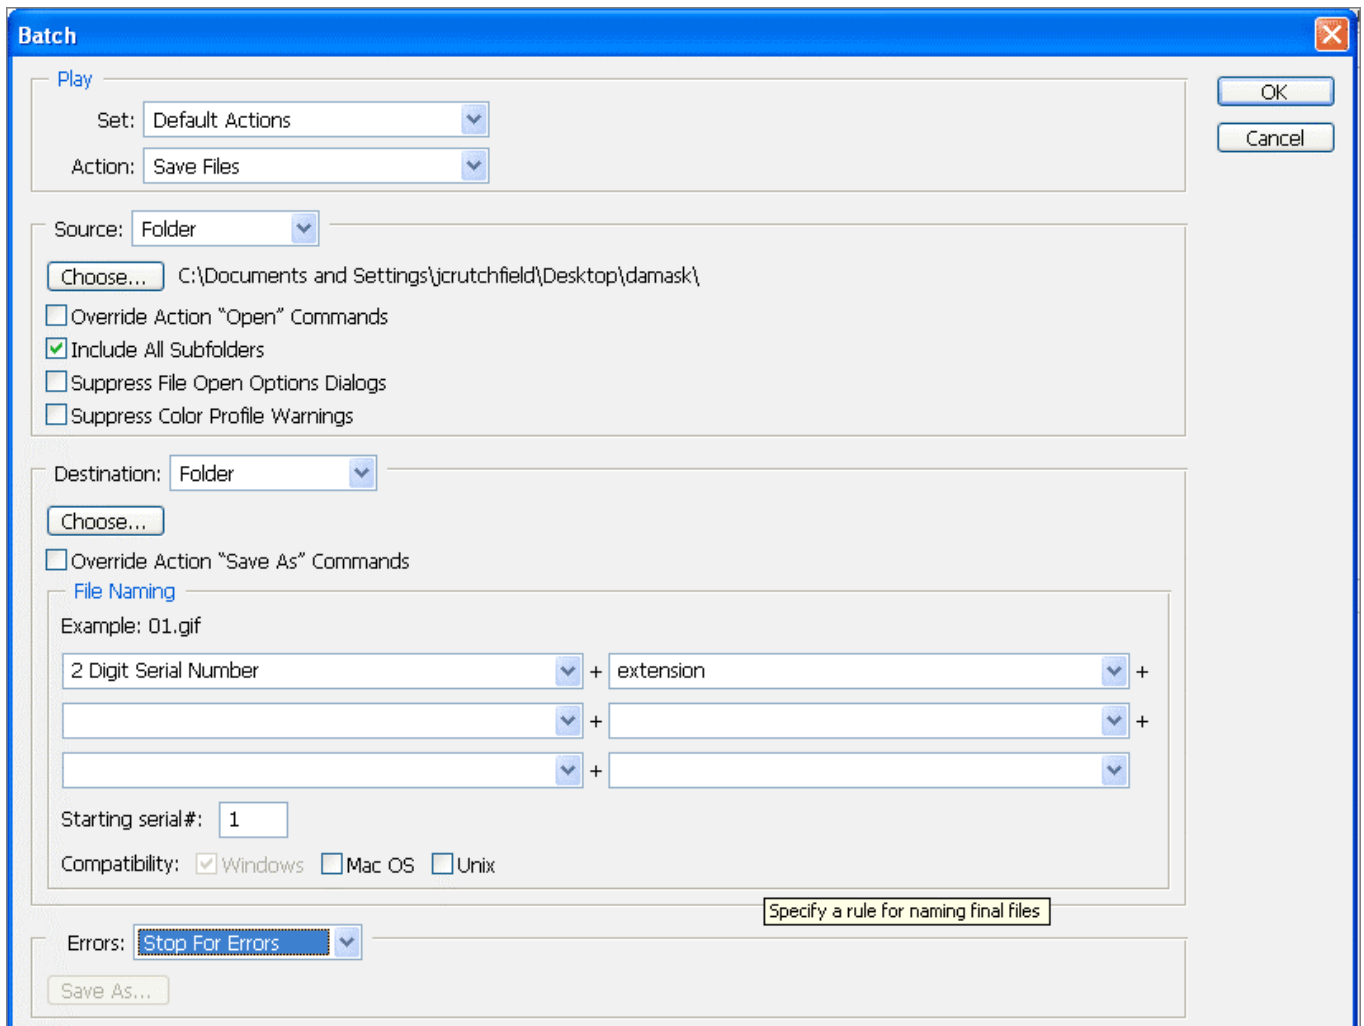 Batch
Play
OK
Set: Default Actions
Cancel
Action: Save Files
Source: Folder
Choose... C:\Documents and Settings\jcrutchfield\Desktop\damask\
Override Action "Open" Commands
Include All Subfolders
Suppress File Open Options Dialogs
Suppress Color Profile Warnings
Destination: Folder
Choose...
Override Action "Save As" Commands
File Naming
Example: 01.gif
2 Digit Serial Number + extension +
+ +
+
Starting serial#: 1
Compatibility: Windows Mac OS Unix
Specify a rule for naming final files
Errors: Stop For Errors
Save As...